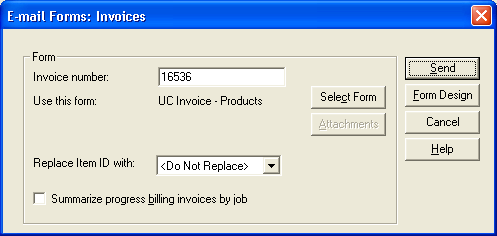 E-mail Forms: Invoices
Form
Invoice number: 16536
Send
Use this form: UC Invoice - Products
Select Form
Form Design
Attachments
Cancel
Help
Replace Item ID with: <Do Not Replace>
Summarize progress billing invoices by job